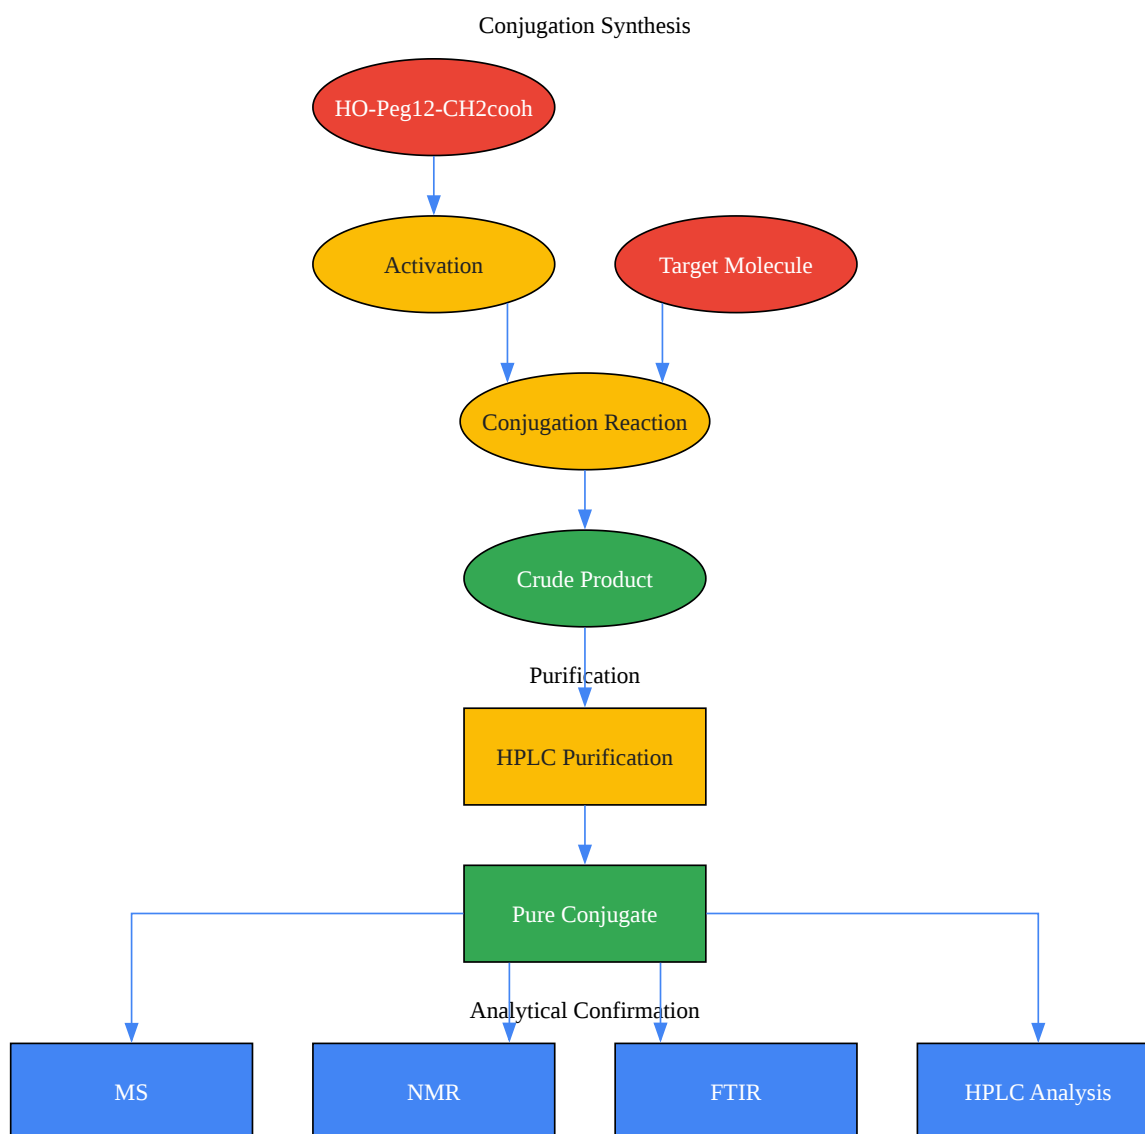 Conjugation Synthesis
HO-Peg12-CH2cooh
Activation
Target Molecule
Conjugation Reaction
Crude Product
Purification
HPLC Purification
Pure Conjugate
Analytical Confirmation
MS
NMR
FTIR
HPLC Analysis